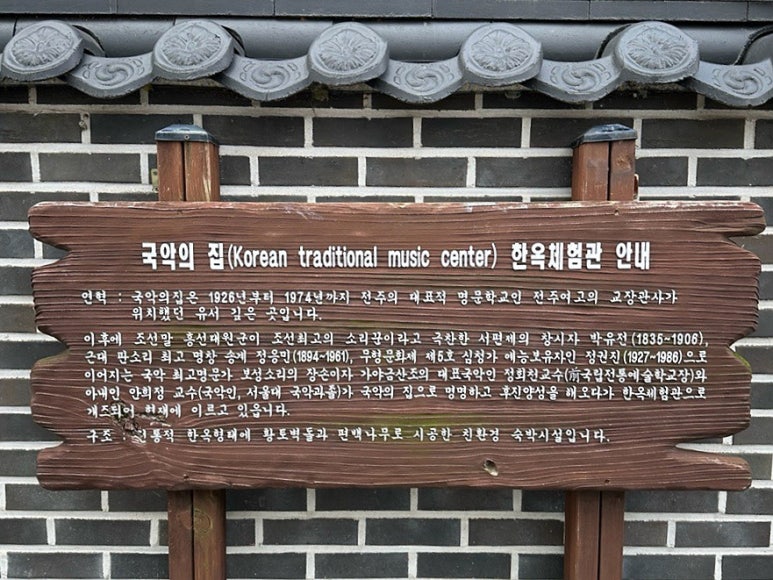 국악의 집(Korean traditional music center) 한옥체험관 안내
연혁 : 국악의집은 1926년부터 1974년까지 전주의 대표적 명문학교인 전주여고의 교장관사가
위치했던 유서 깊은 곳입니다.
이후에 조선말 흥선대원군이 조선최고의 소리꾼이라고 극찬한 서편제의 창시자 박유전(1835~1906),
근대 판소리 최고 명창 송계 정응민(1894~1961), 무형문화제 제5호 심청가 예능보유자인 정권진(1927~1986)으로
이어지는 국악 최고명문가 보성소리의 장손이자 가야금산조의 대표국악인 정회천교수(前국립전통예술학교장)와
아내인 안희정 교수(국악인, 서울대 국악과졸)가 국악의 집으로 명명하고 후진양성을 해오다가 한옥체험관으로
개조되어 현재에 이르고 있읍니다.
구조 : 전통적 한옥형태에 황토벽돌과 편백나무로 시공한 친환경 숙박시설입니다.